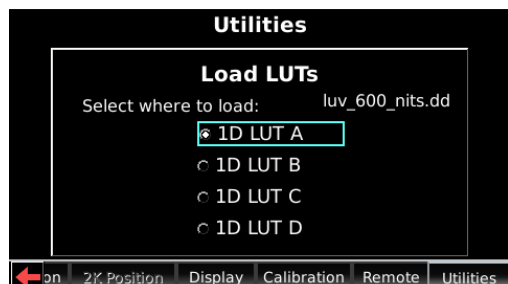 Utilities
Load LUTs
Select where to load: luv_600_nits.dd
1D LUT A
1D LUT B
1D LUT C
1D LUT D
on 2K Position Display Calibration Remote Utilities